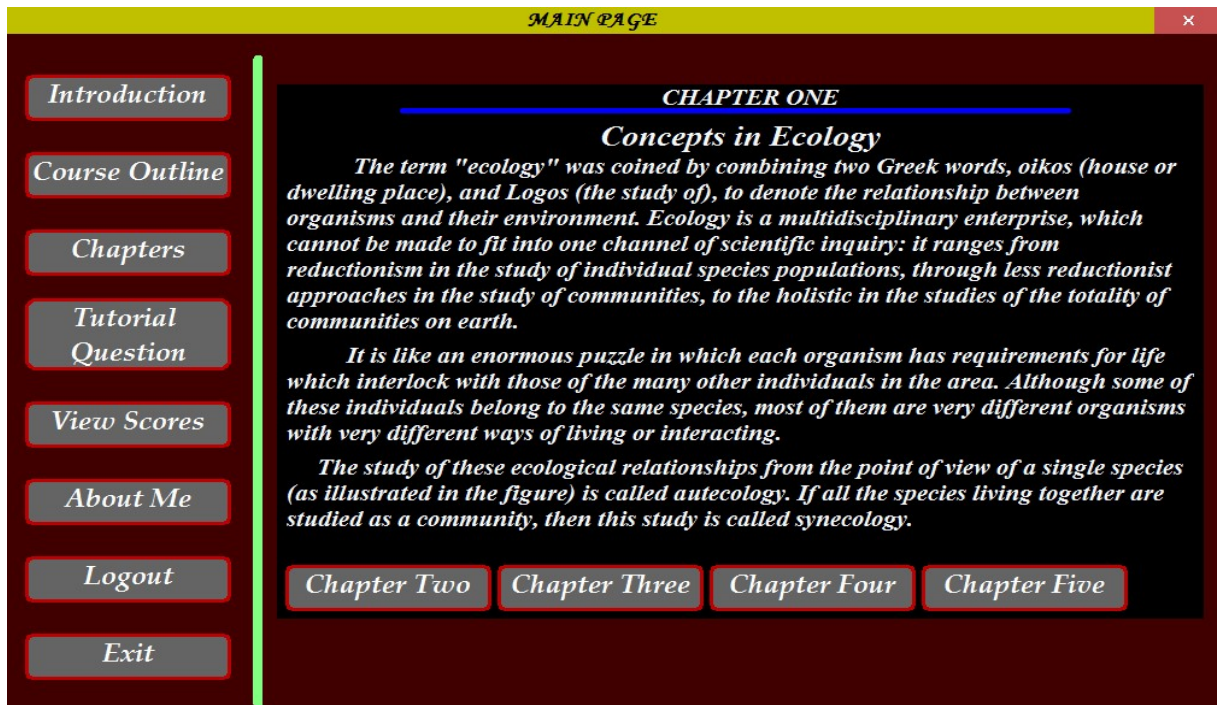 MAIN PAGE
×
Introduction
Course Outline
Chapters
Tutorial
Question
View Scores
About Me
Logout
Exit
CHAPTER ONE
Concepts in Ecology
The term "ecology" was coined by combining two Greek words, oikos (house or
dwelling place), and Logos (the study of), to denote the relationship between
organisms and their environment. Ecology is a multidisciplinary enterprise, which
cannot be made to fit into one channel of scientific inquiry: it ranges from
reductionism in the study of individual species populations, through less reductionist
approaches in the study of communities, to the holistic in the studies of the totality of
communities on earth.
It is like an enormous puzzle in which each organism has requirements for life
which interlock with those of the many other individuals in the area. Although some of
these individuals belong to the same species, most of them are very different organisms
with very different ways of living or interacting.
The study of these ecological relationships from the point of view of a single species
(as illustrated in the figure) is called autecology. If all the species living together are
studied as a community, then this study is called synecology.
Chapter Two
Chapter Three
Chapter Four
Chapter Five